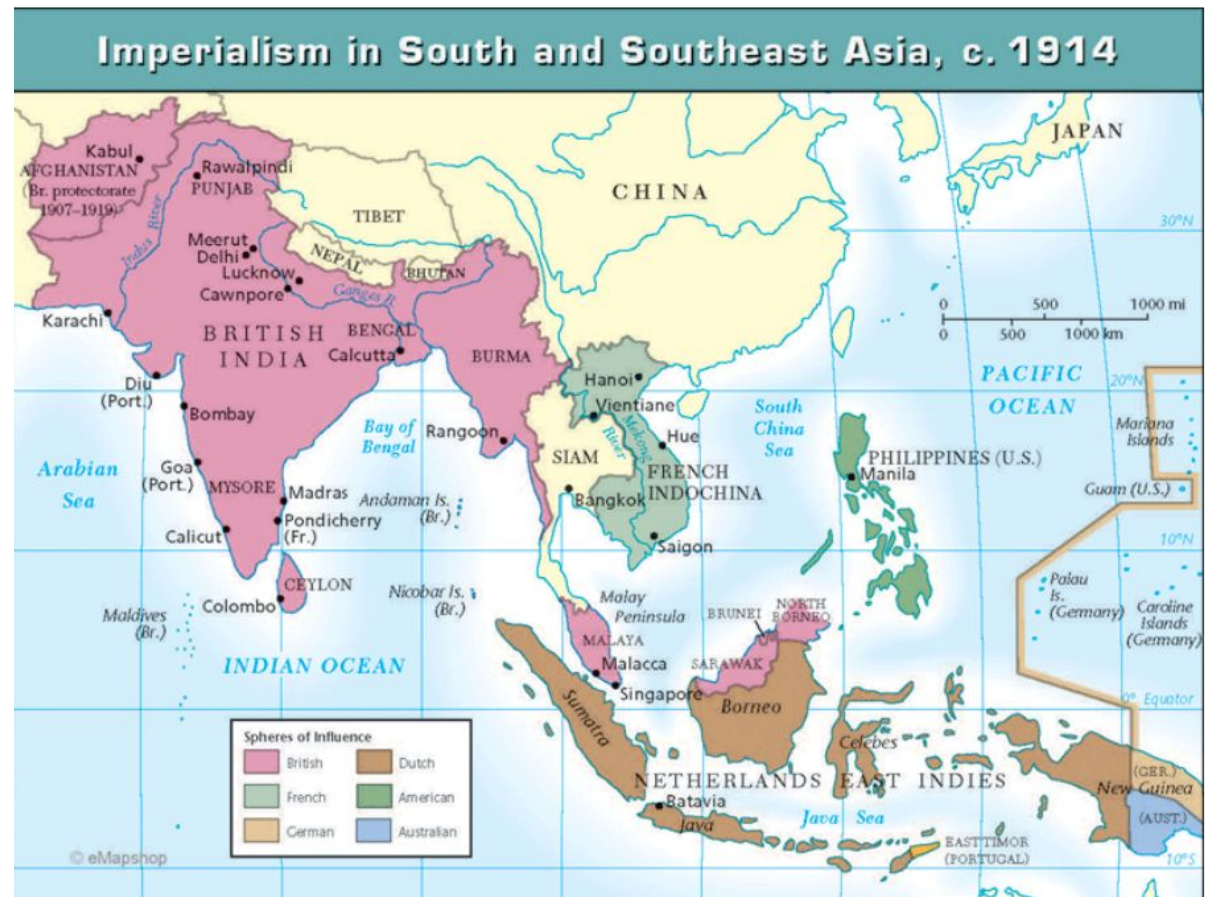 Imperialism in South and Southeast Asia, c. 1914
JAPAN
Kabul
AFGHANISTAN
(Br. protectorate
1907–1919)
Rawalpindi
PUNJAB
Indus River
CHINA
TIBET
30°N
Meerut
Delhi
NEPAL
Lucknow
BHUTAN
Cawnpore
Ganges R.
0 500 1000 mi
0 500 1000 km
Karachi
BRITISH
INDIA
BENGAL
Calcutta
BURMA
Hanoi
PACIFIC
OCEAN
20°N
Diu
(Port.)
Bombay
Vientiane
Bay of
Bengal
Rangoon
South
China
Sea
Mariana
Islands
Hue
Mekong
River
SIAM
Arabian
Sea
Goa
(Port.)
PHILIPPINES (U.S.)
Manila
FRENCH
INDOCHINA
MYSORE
Madras
Andaman Is.
(Br.)
Bangkok
Guam (U.S.)
Pondicherry
(Fr.)
Calicut
Saigon
10°N
CEYLON
Colombo
Nicobar Is.
(Br.)
Malay
Peninsula
Palau
Is.
(Germany)
Caroline
Islands
(Germany)
Maldives
(Br.)
BRUNEI
NORTH
BORNEO
MALAYA
INDIAN OCEAN
Malacca
SARAWAK
Singapore
0° Equator
Sumatra
Borneo
Spheres of Influence
British
Dutch
French
American
German
Australian
Celebes
NETHERLANDS EAST INDIES
(GER.)
New Guinea
(AUST.)
Batavia
Java
Java Sea
EAST TIMOR
(PORTUGAL)
10°S
© eMapshop